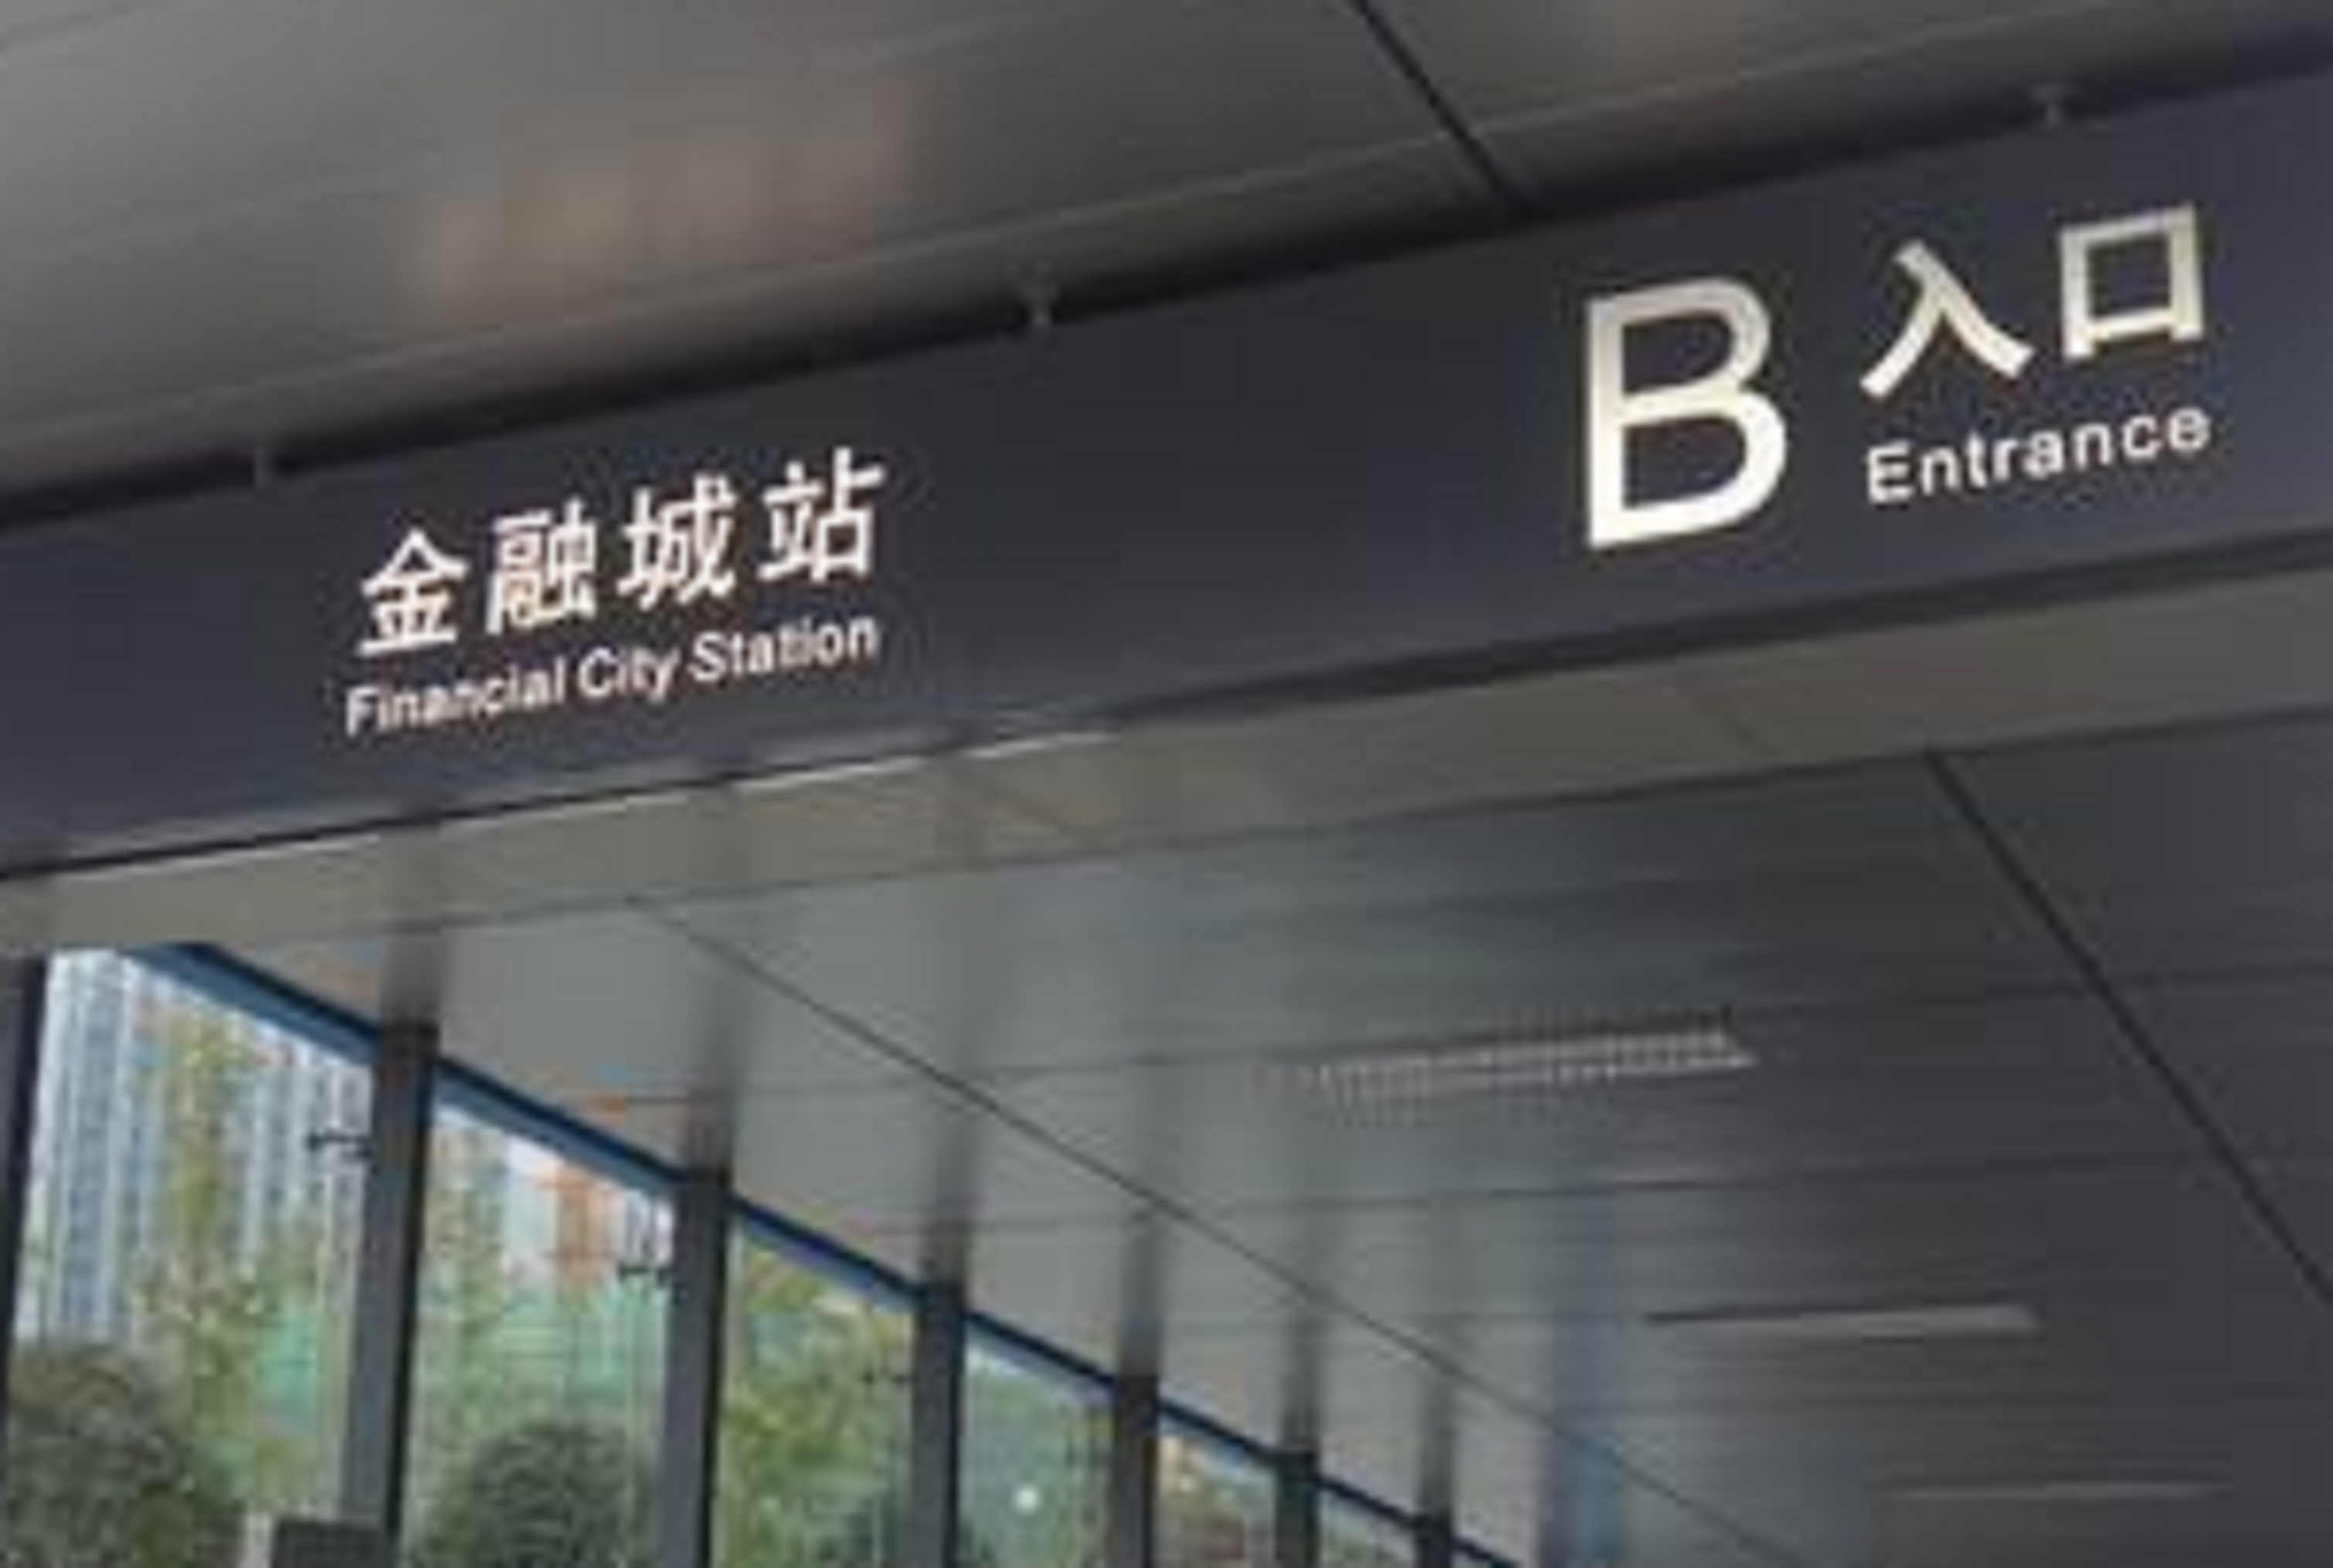 金融城站
Financial City Station
B 入口
Entrance